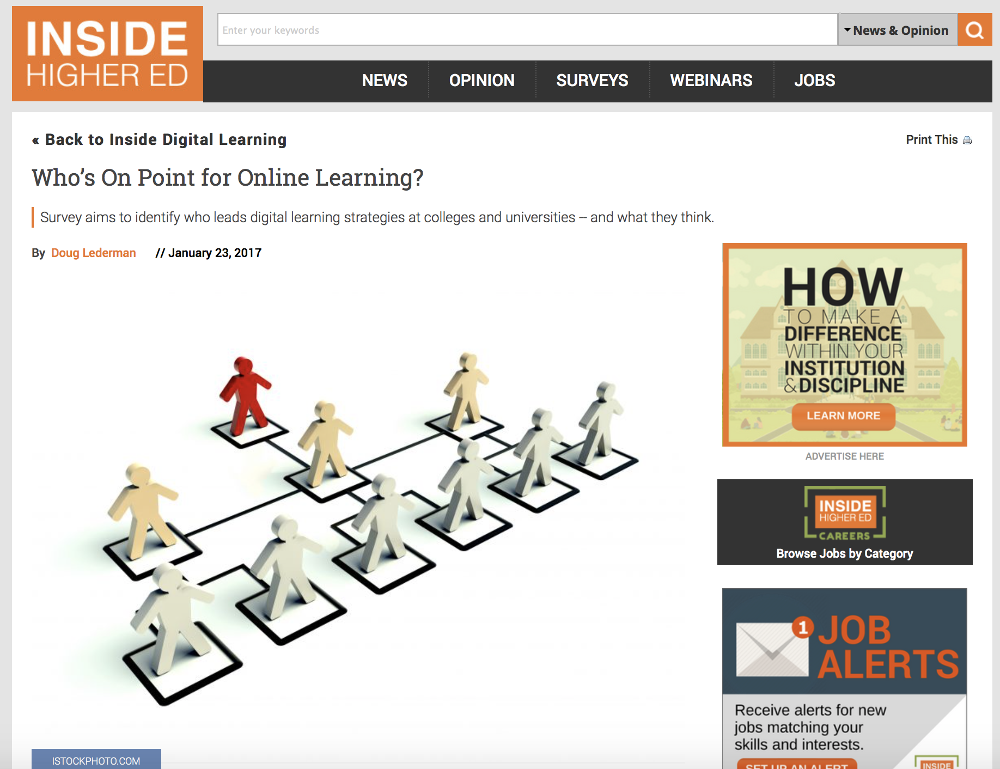 INSIDE
HIGHER ED
Enter your keywords
News & Opinion
NEWS
OPINION
SURVEYS
WEBINARS
JOBS
« Back to Inside Digital Learning
Print This
Who’s On Point for Online Learning?
Survey aims to identify who leads digital learning strategies at colleges and universities -- and what they think.
By Doug Lederman // January 23, 2017
HOW
TO MAKE A
DIFFERENCE
WITHIN YOUR
INSTITUTION
&DISCIPLINE
LEARN MORE
ADVERTISE HERE
INSIDE
HIGHER ED
CAREERS
Browse Jobs by Category
1
JOB
ALERTS
Receive alerts for new
jobs matching your
skills and interests.
SET UP AN ALERT
INSIDE
ISTOCKPHOTO.COM